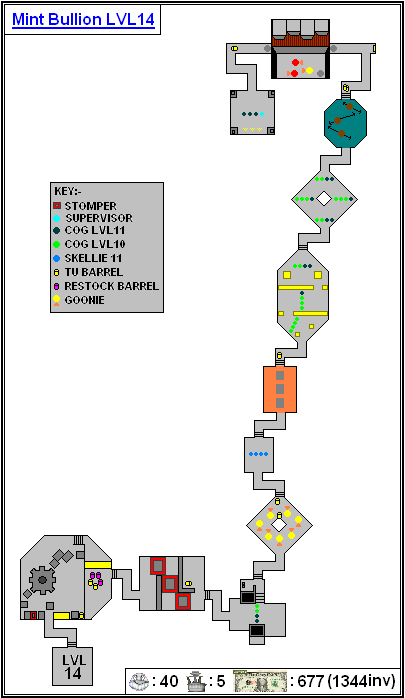 Mint Bullion LVL14
KEY:-
STOMPER
SUPERVISOR
COG LVL11
COG LVL10
SKELLIE 11
TU BARREL
RESTOCK BARREL
GOONIE
LVL
14
: 40 : 5 : 677 (1344inv)